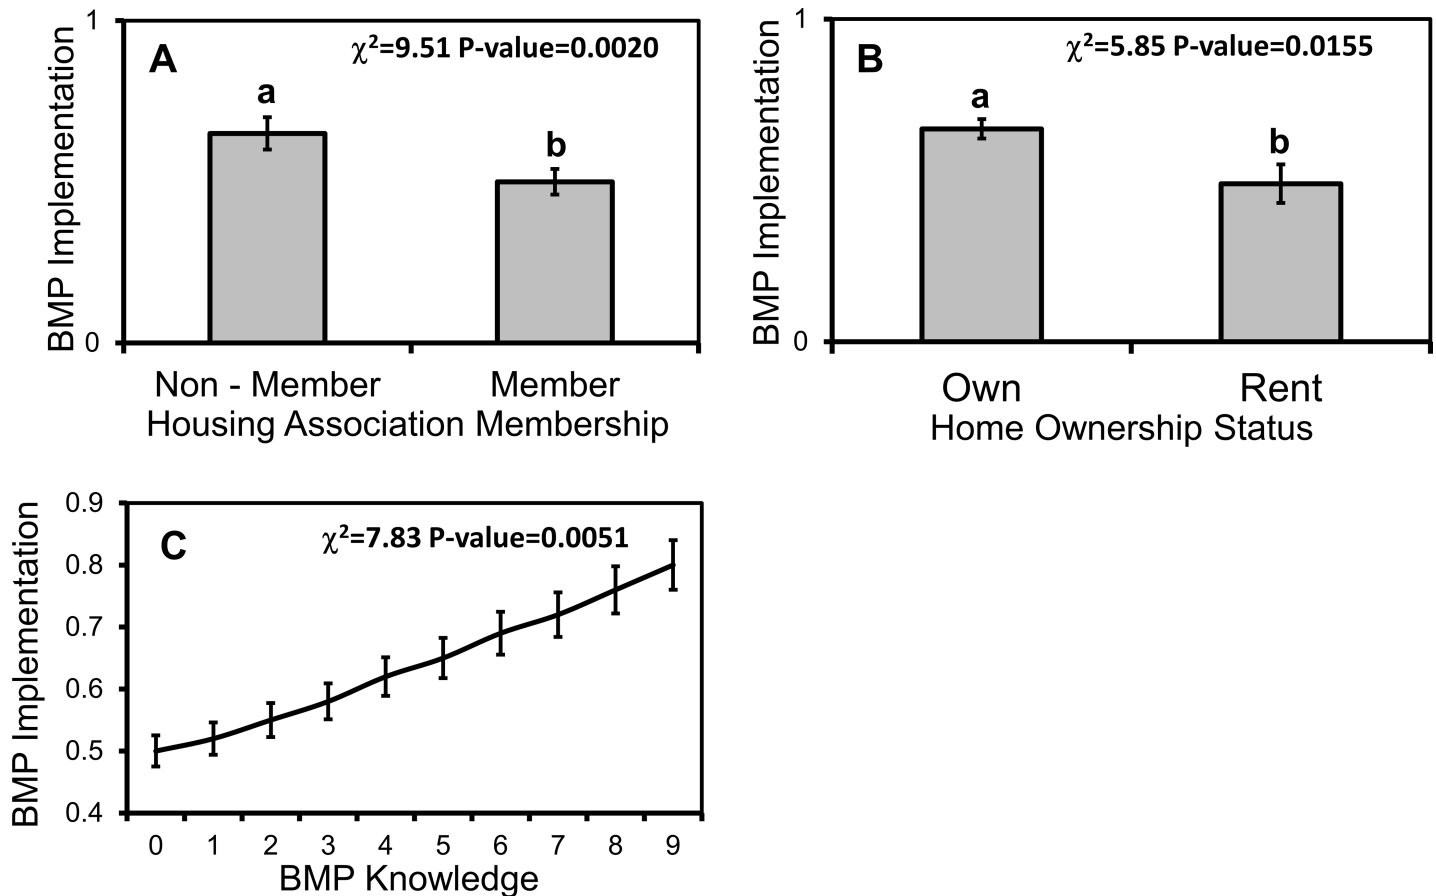 A
χ²=9.51 P-value=0.0020
BMP Implementation
1
0
a
b
Non - Member
Member
Housing Association Membership
B
χ²=5.85 P-value=0.0155
BMP Implementation
1
0
a
b
Own
Rent
Home Ownership Status
C
χ²=7.83 P-value=0.0051
BMP Implementation
0.9
0.8
0.7
0.6
0.5
0.4
0 1 2 3 4 5 6 7 8 9
BMP Knowledge